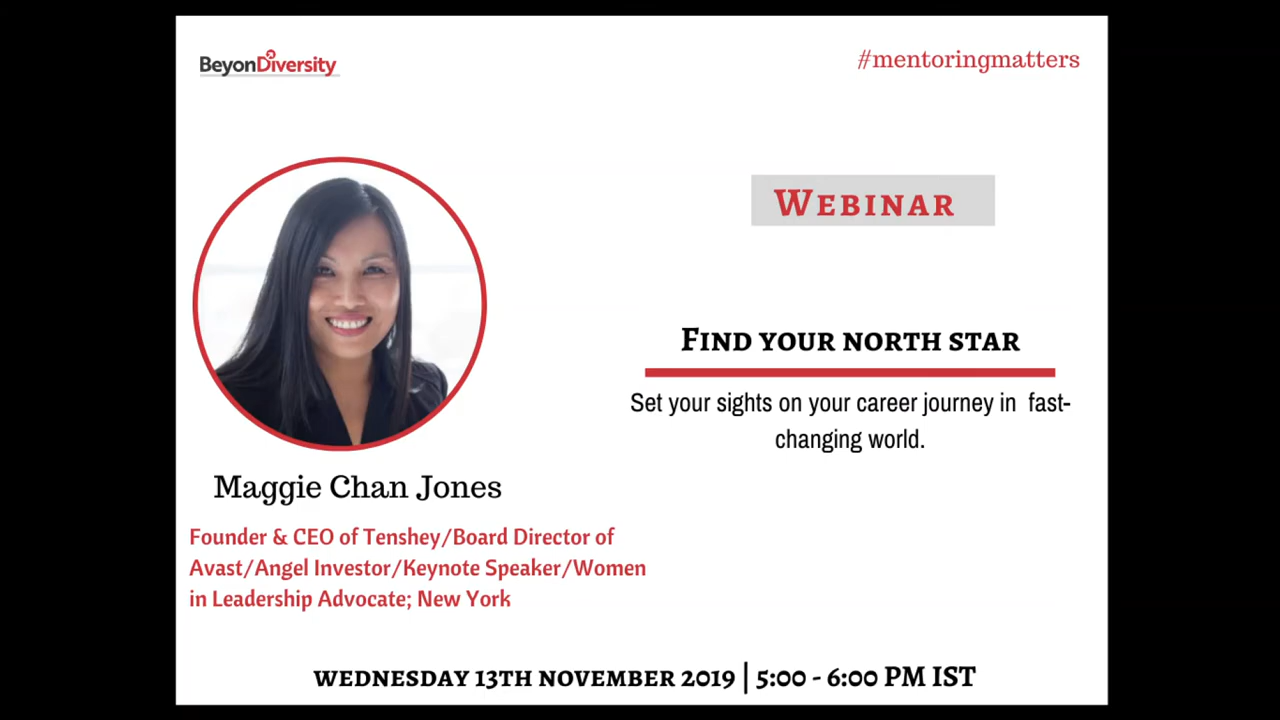 BeyonDiversity
#mentoringmatters
WEBINAR
FIND YOUR NORTH STAR
Set your sights on your career journey in fast-
changing world.
Maggie Chan Jones
Founder & CEO of Tenshey/Board Director of
Avast/Angel Investor/Keynote Speaker/Women
in Leadership Advocate; New York
WEDNESDAY 13TH NOVEMBER 2019 | 5:00 - 6:00 PM IST